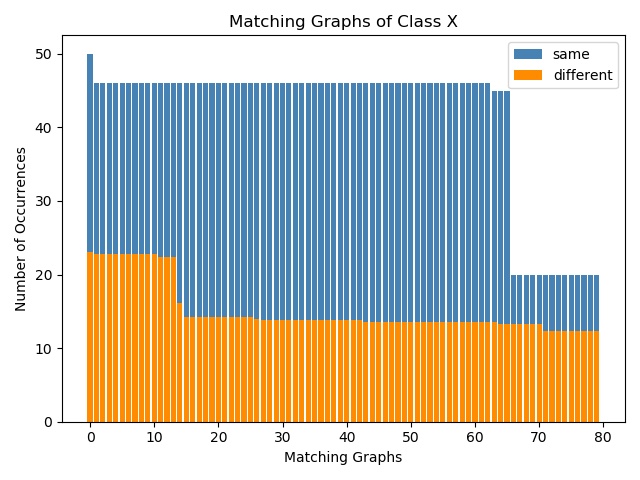 Matching Graphs of Class X
same
different
Number of Occurrences
50
40
30
20
10
0
0 10 20 30 40 50 60 70 80
Matching Graphs